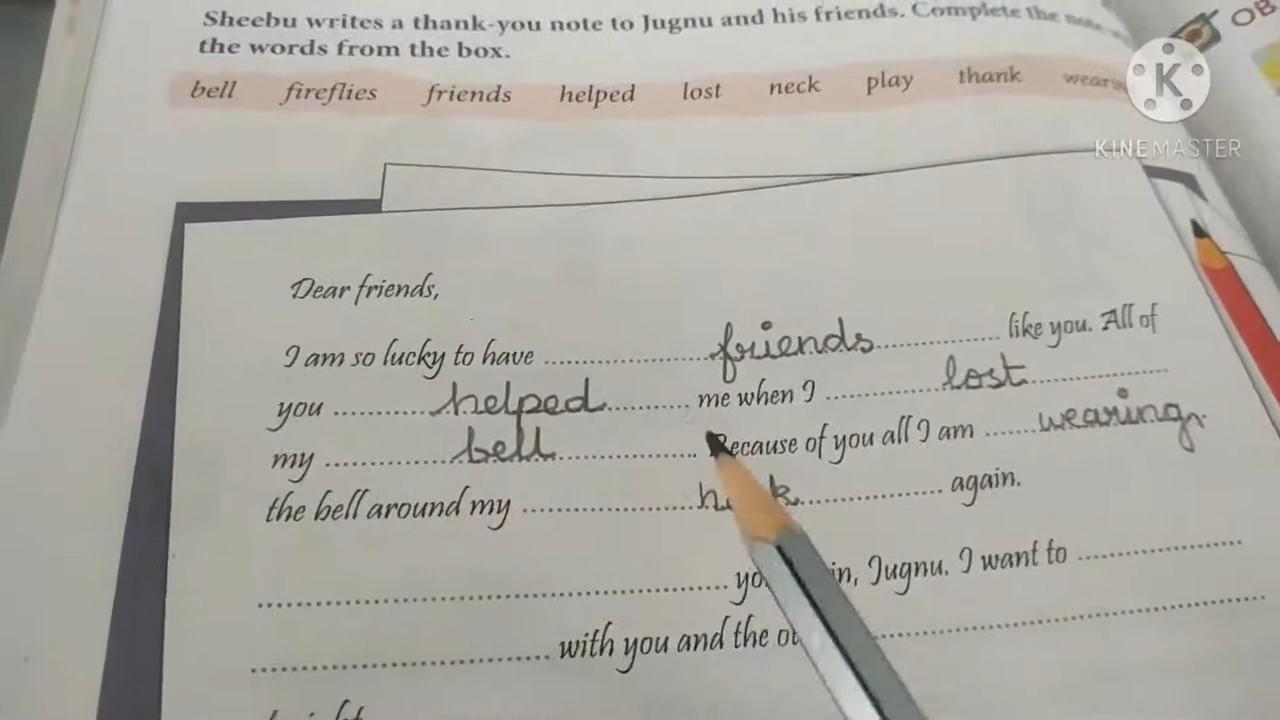 Sheebu writes a thank-you note to Jugnu and his friends. Complete the
the words from the box.
OB
bell fireflies friends helped lost neck play thank
K
KINEMASTER
Dear friends,
I am so lucky to have ........ friends ........ like you. All of
you ........ helped ........ me when I ........ lost ........
my ........ bell ........ Because of you all I am ........ wearing
the bell around my ........ ........ again.
........ in, Jugnu. I want to ........
........ with you and the ........